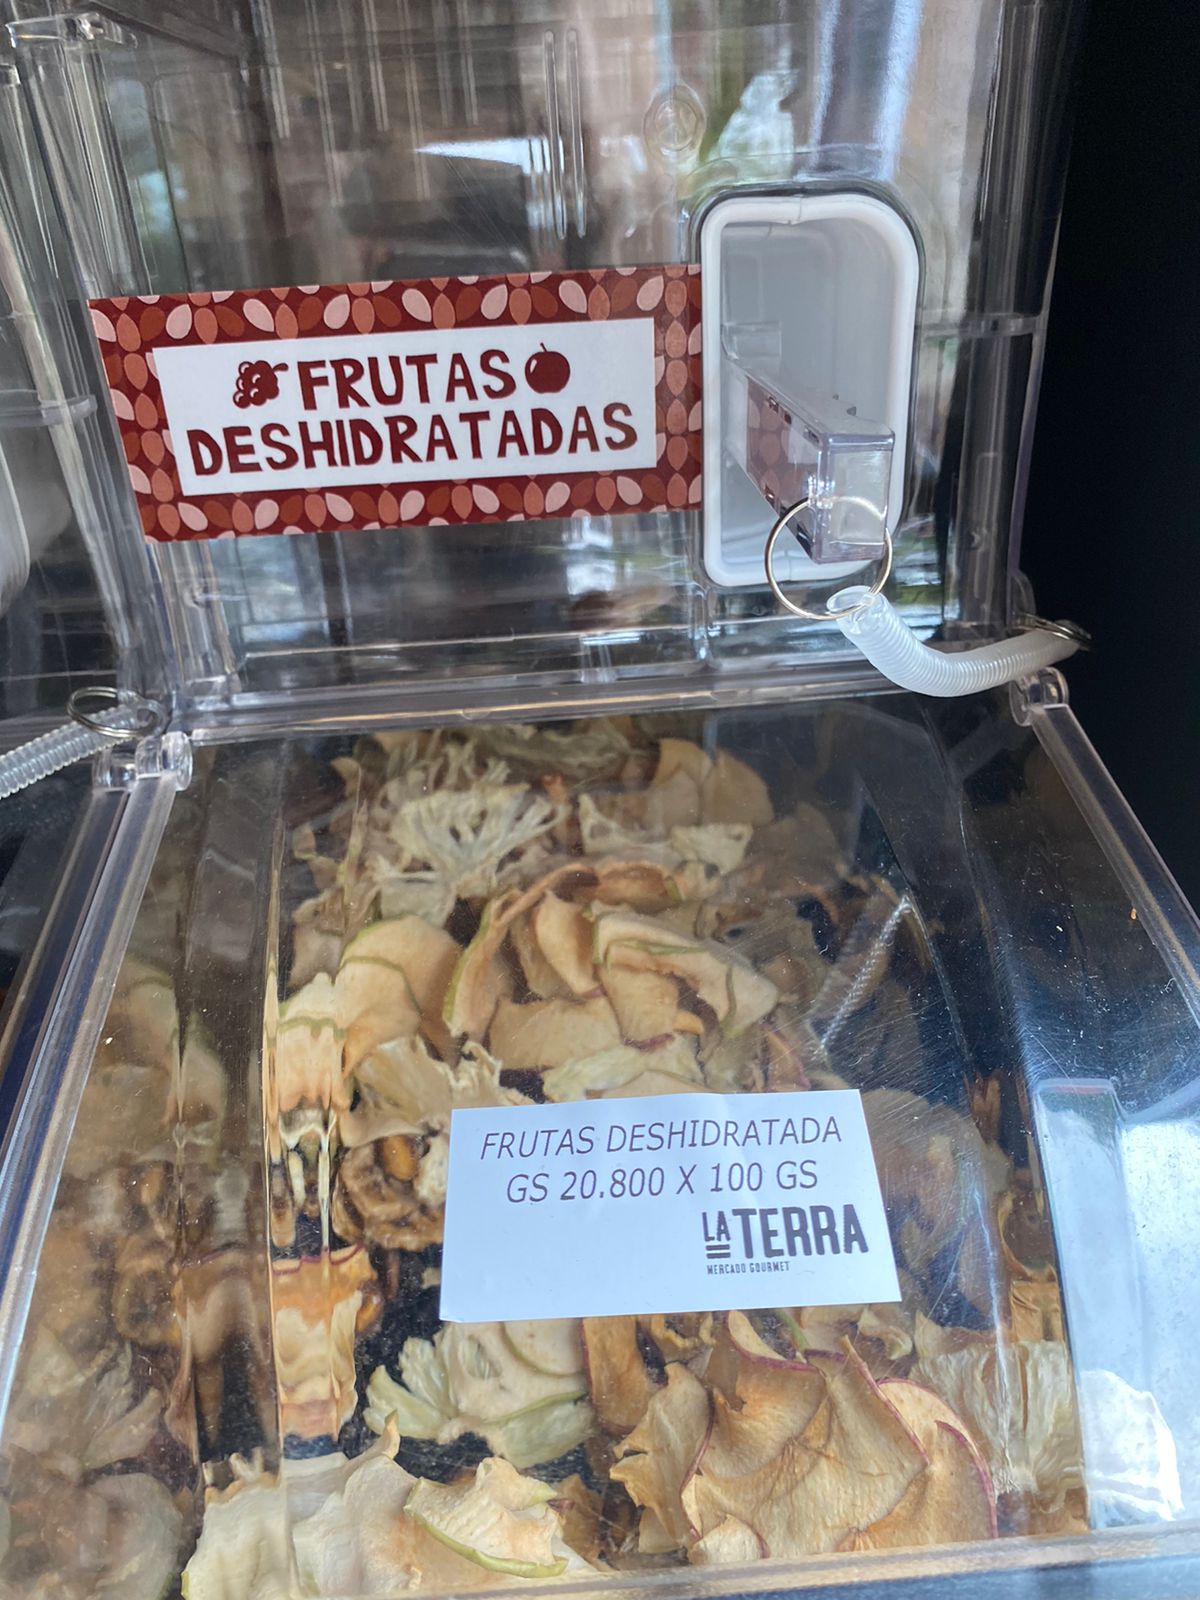 FRUTAS
DESHIDRATADAS
FRUTAS DESHIDRATADA
GS 20.800 X 100 GS
LA TERRA
MERCADO GOURMET